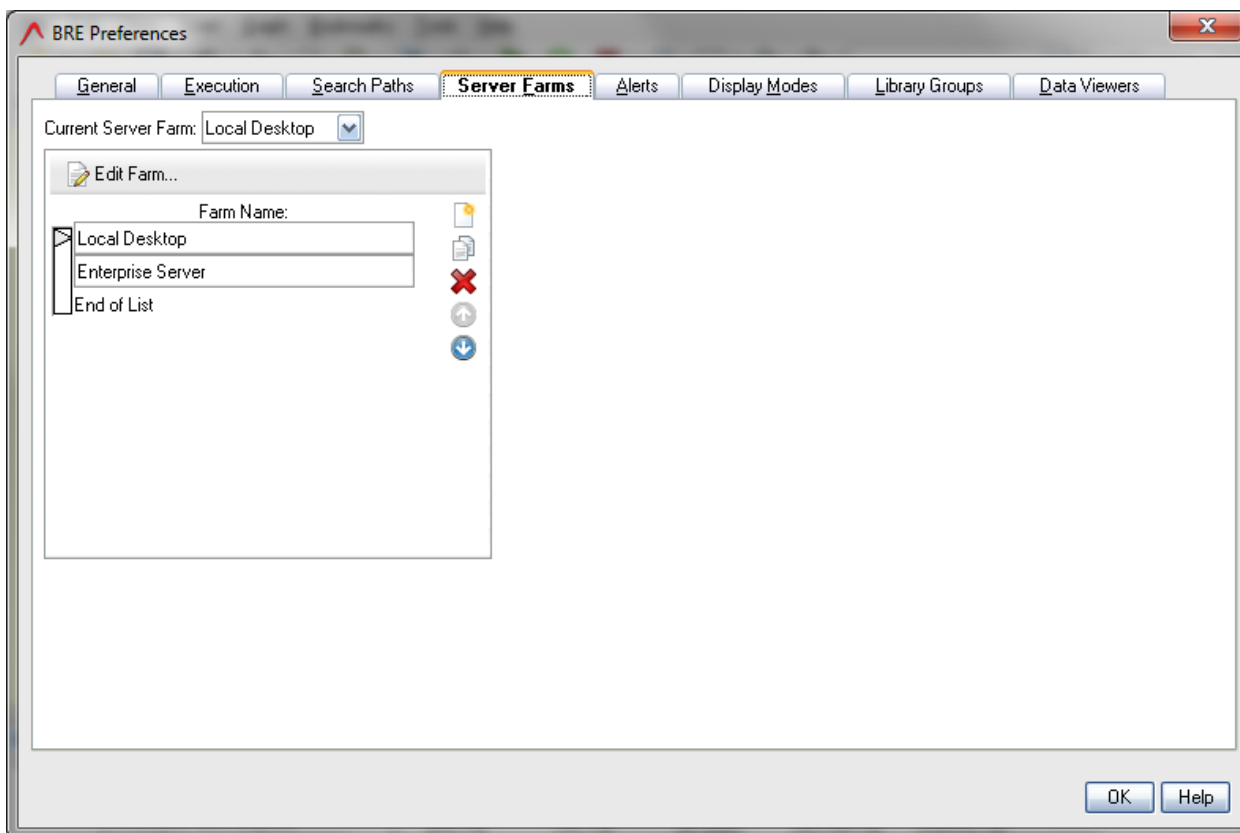 BRE Preferences
General Execution Search Paths Server Farms Alerts Display Modes Library Groups Data Viewers
Current Server Farm: Local Desktop
Edit Farm...
Farm Name:
Local Desktop
Enterprise Server
End of List
OK Help